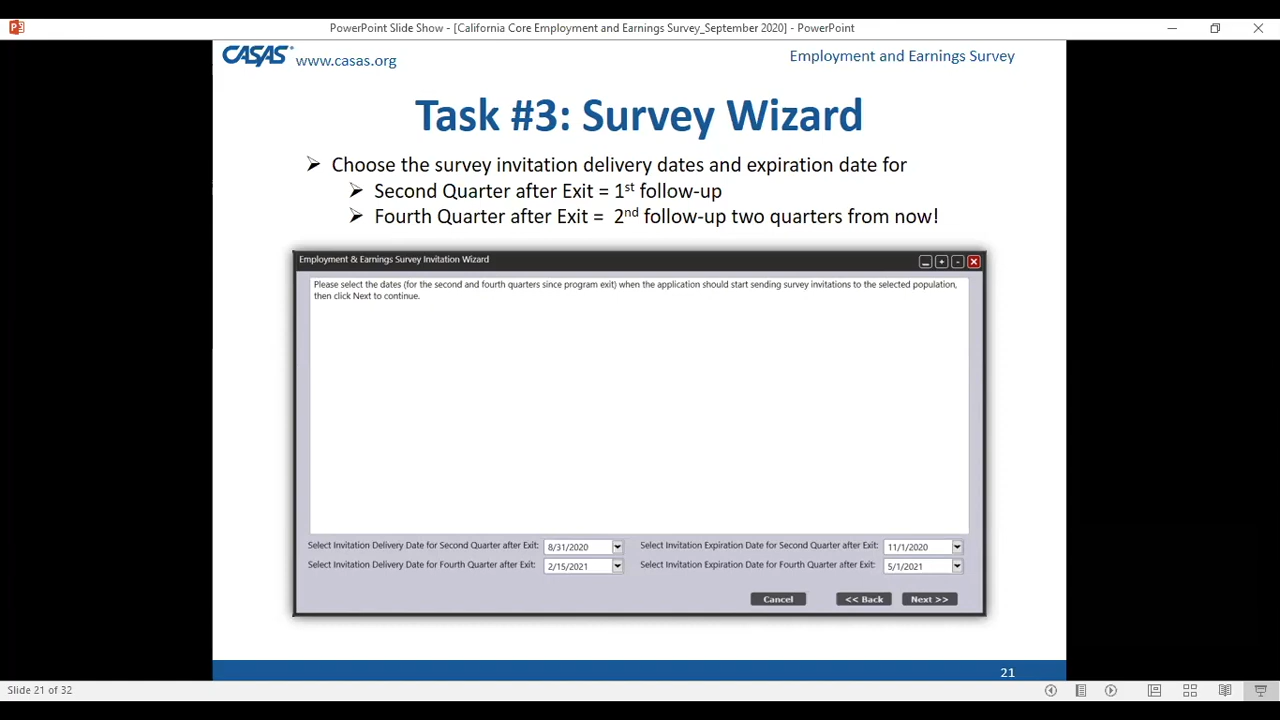 PowerPoint Slide Show - [California Core Employment and Earnings Survey_September 2020] - PowerPoint
CASAS www.casas.org
Employment and Earnings Survey
Task #3: Survey Wizard
Choose the survey invitation delivery dates and expiration date for
Second Quarter after Exit = 1st follow-up
Fourth Quarter after Exit = 2nd follow-up two quarters from now!
Employment & Earnings Survey Invitation Wizard
Please select the dates (for the second and fourth quarters since program exit) when the application should start sending survey invitations to the selected population,
then click Next to continue.
Select Invitation Delivery Date for Second Quarter after Exit: 8/31/2020 Select Invitation Expiration Date for Second Quarter after Exit: 11/1/2020
Select Invitation Delivery Date for Fourth Quarter after Exit: 2/15/2021 Select Invitation Expiration Date for Fourth Quarter after Exit: 5/1/2021
Cancel << Back Next >>
21
Slide 21 of 32